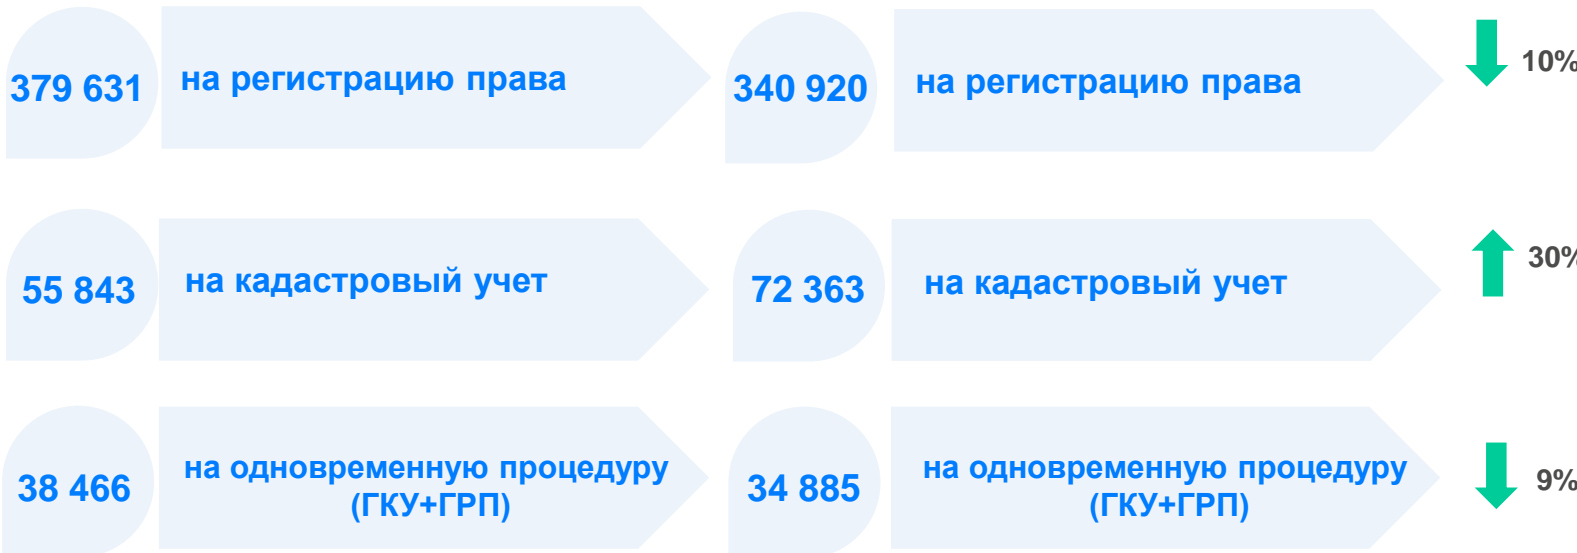 379 631
на регистрацию права
340 920
на регистрацию права
10%
55 843
на кадастровый учет
72 363
на кадастровый учет
30%
38 466
на одновременную процедуру
(ГКУ+ГРП)
34 885
на одновременную процедуру
(ГКУ+ГРП)
9%